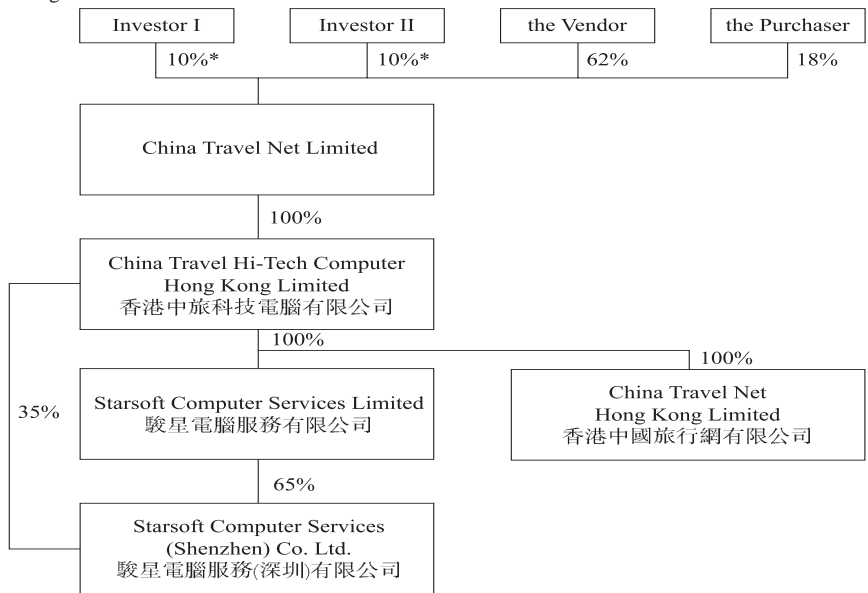 Investor I
Investor II
the Vendor
the Purchaser
10%*
10%*
62%
18%
China Travel Net Limited
100%
China Travel Hi-Tech Computer
Hong Kong Limited
香港中旅科技電腦有限公司
100%
100%
35%
Starsoft Computer Services Limited
駿星電腦服務有限公司
China Travel Net
Hong Kong Limited
香港中國旅行網有限公司
65%
Starsoft Computer Services
(Shenzhen) Co. Ltd.
駿星電腦服務(深圳)有限公司